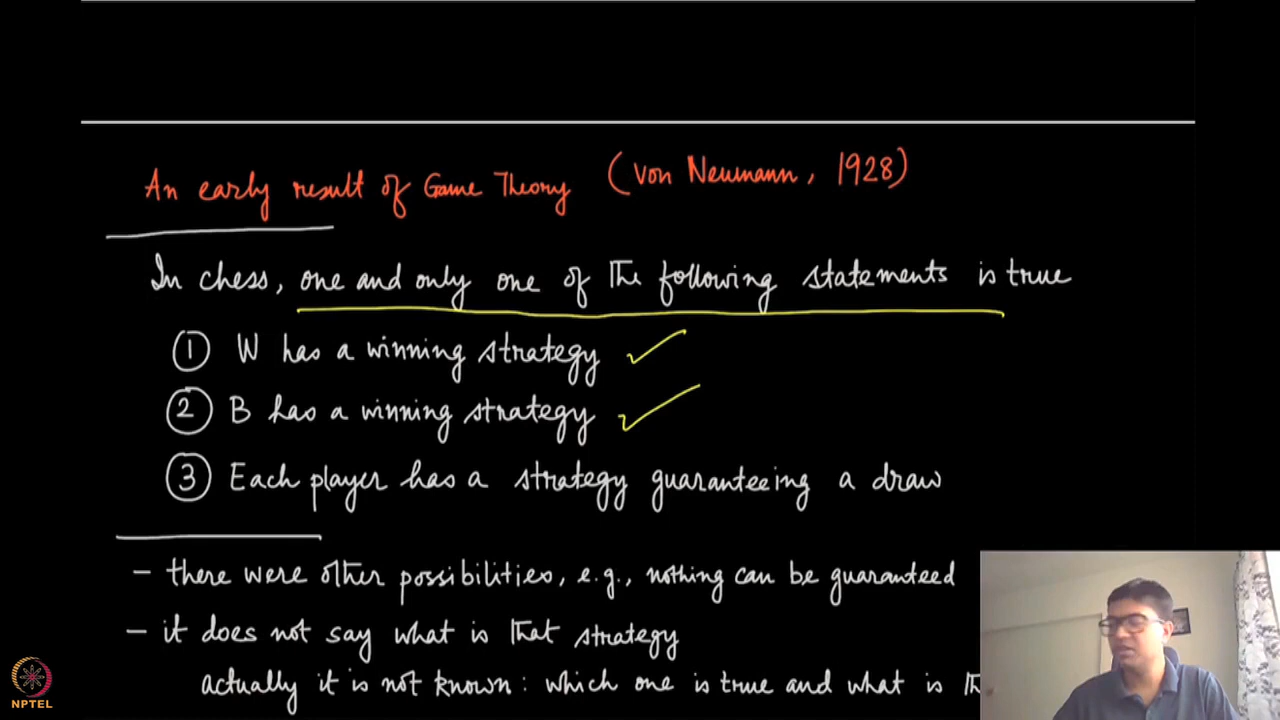 An early result of Game Theory (von Neumann, 1928)
In chess, one and only one of the following statements is true
① W has a winning strategy ✓
② B has a winning strategy ✓
③ Each player has a strategy guaranteeing a draw
– there were other possibilities, e.g., nothing can be guaranteed
– it does not say what is that strategy
actually it is not known: which one is true and what is th
NPTEL